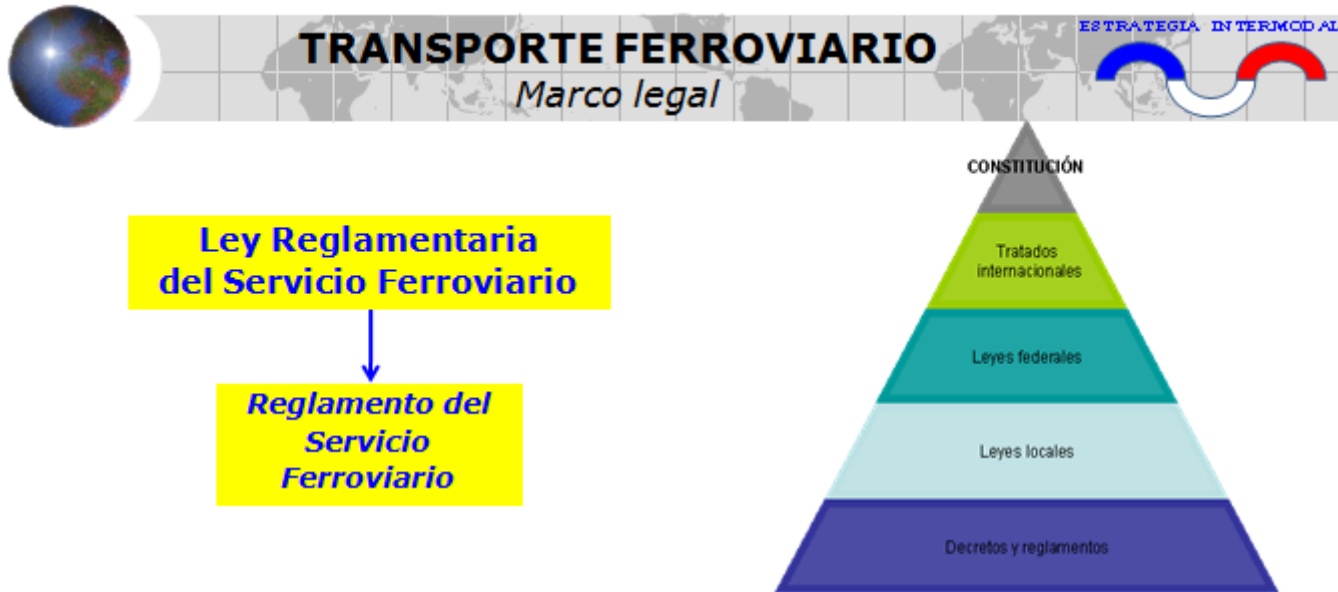 TRANSPORTE FERROVIARIO
Marco legal
ESTRATEGIA INTERMODAL
Ley Reglamentaria
del Servicio Ferroviario
Reglamento del
Servicio
Ferroviario
CONSTITUCIÓN
Tratados
internacionales
Leyes federales
Leyes locales
Decretos y reglamentos